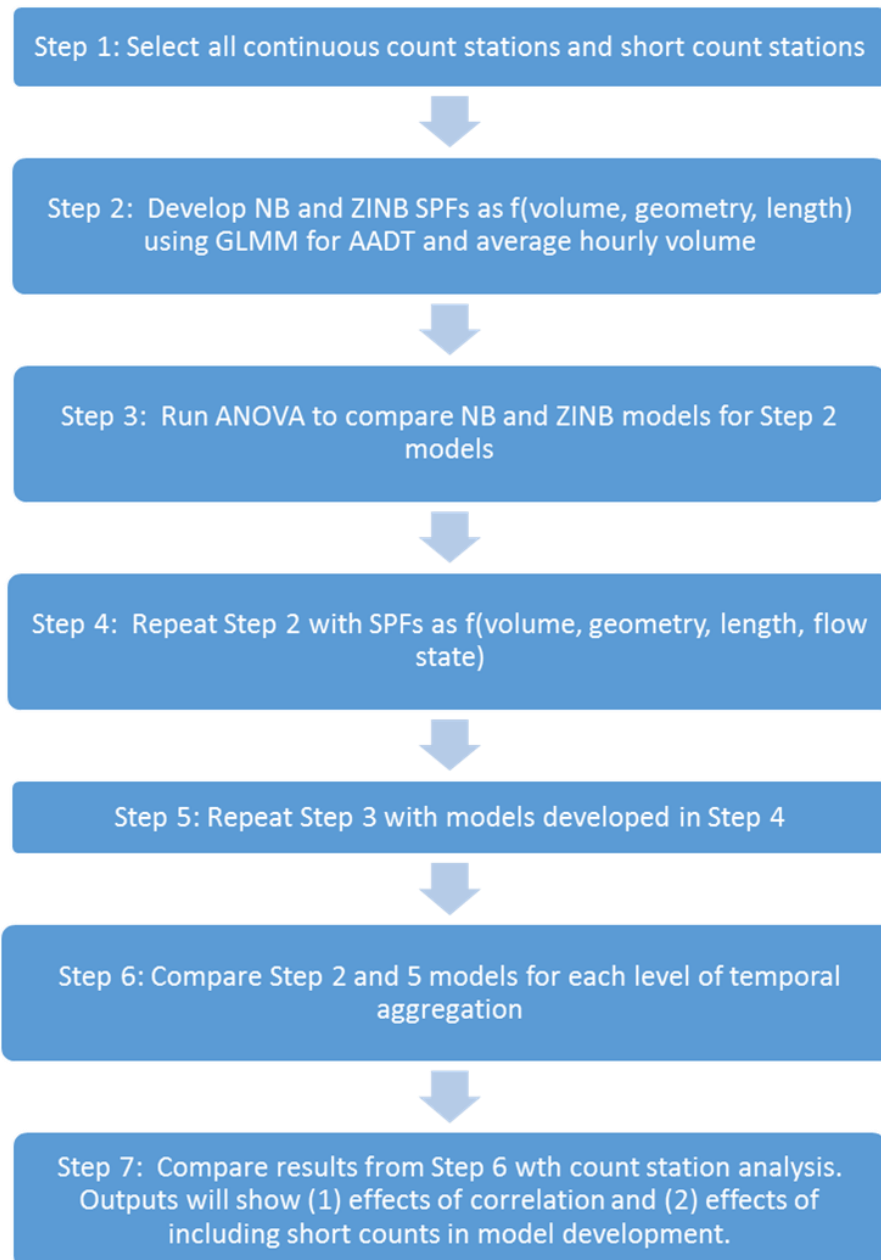 Step 1: Select all continuous count stations and short count stations
Step 2:  Develop NB and ZINB SPFs as f(volume, geometry, length)
using GLMM for AADT and average hourly volume
Step 3:  Run ANOVA to compare NB and ZINB models for Step 2
models
Step 4:  Repeat Step 2 with SPFs as f(volume, geometry, length, flow
state)
Step 5: Repeat Step 3 with models developed in Step 4
Step 6: Compare Step 2 and 5 models for each level of temporal
aggregation
Step 7:  Compare results from Step 6 wth count station analysis.
Outputs will show (1) effects of correlation and (2) effects of
including short counts in model development.